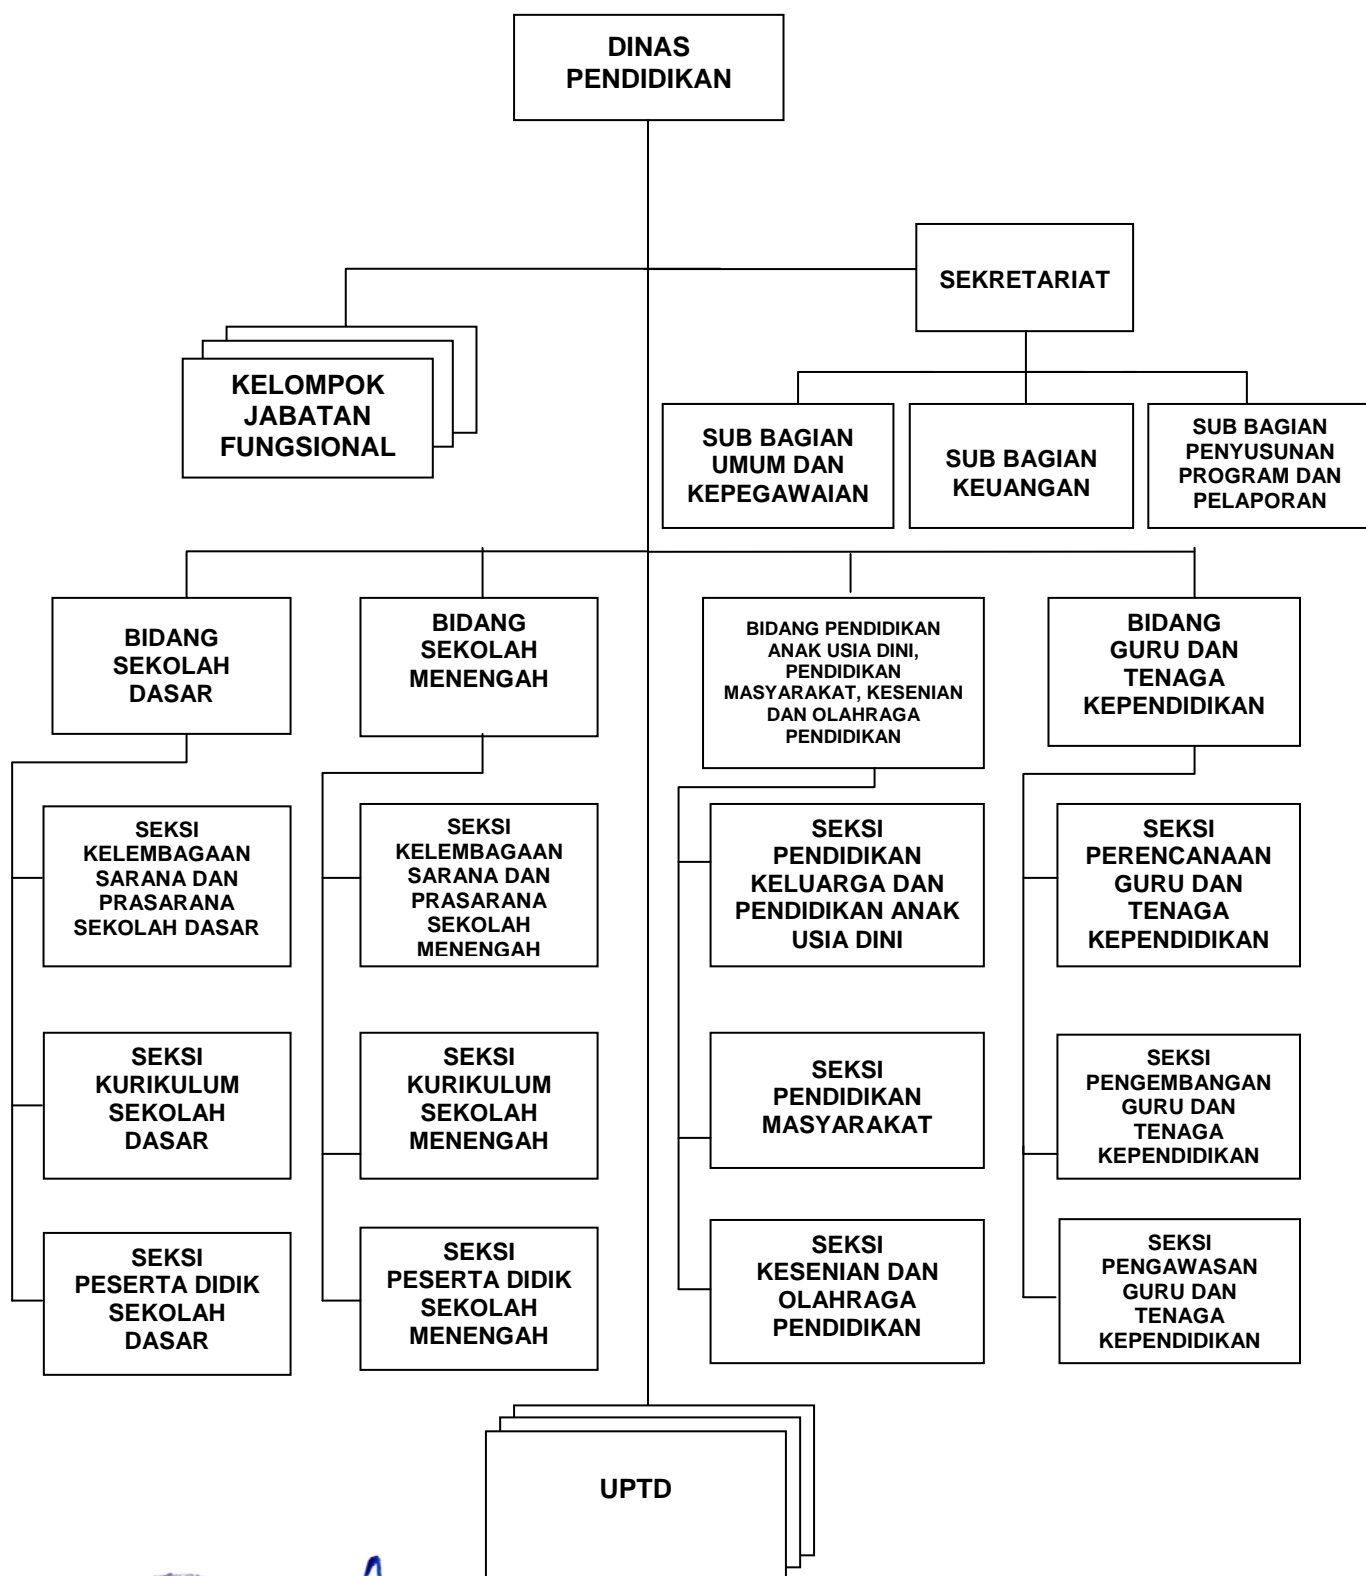 DINAS
PENDIDIKAN
SEKRETARIAT
KELOMPOK
JABATAN
FUNGSIONAL
SUB BAGIAN
UMUM DAN
KEPEGAWAIAN
SUB BAGIAN
KEUANGAN
SUB BAGIAN
PENYUSUNAN
PROGRAM DAN
PELAPORAN
BIDANG
SEKOLAH
DASAR
BIDANG
SEKOLAH
MENENGAH
BIDANG PENDIDIKAN
ANAK USIA DINI,
PENDIDIKAN
MASYARAKAT, KESENIAN
DAN OLAHRAGA
PENDIDIKAN
BIDANG
GURU DAN
TENAGA
KEPENDIDIKAN
SEKSI
KELEMBAGAAN
SARANA DAN
PRASARANA
SEKOLAH DASAR
SEKSI
KELEMBAGAAN
SARANA DAN
PRASARANA
SEKOLAH
MENENGAH
SEKSI
PENDIDIKAN
KELUARGA DAN
PENDIDIKAN ANAK
USIA DINI
SEKSI
PERENCANAAN
GURU DAN
TENAGA
KEPENDIDIKAN
SEKSI
KURIKULUM
SEKOLAH
DASAR
SEKSI
KURIKULUM
SEKOLAH
MENENGAH
SEKSI
PENDIDIKAN
MASYARAKAT
SEKSI
PENGEMBANGAN
GURU DAN
TENAGA
KEPENDIDIKAN
SEKSI
PESERTA DIDIK
SEKOLAH
DASAR
SEKSI
PESERTA DIDIK
SEKOLAH
MENENGAH
SEKSI
KESENIAN DAN
OLAHRAGA
PENDIDIKAN
SEKSI
PENGAWASAN
GURU DAN
TENAGA
KEPENDIDIKAN
UPTD